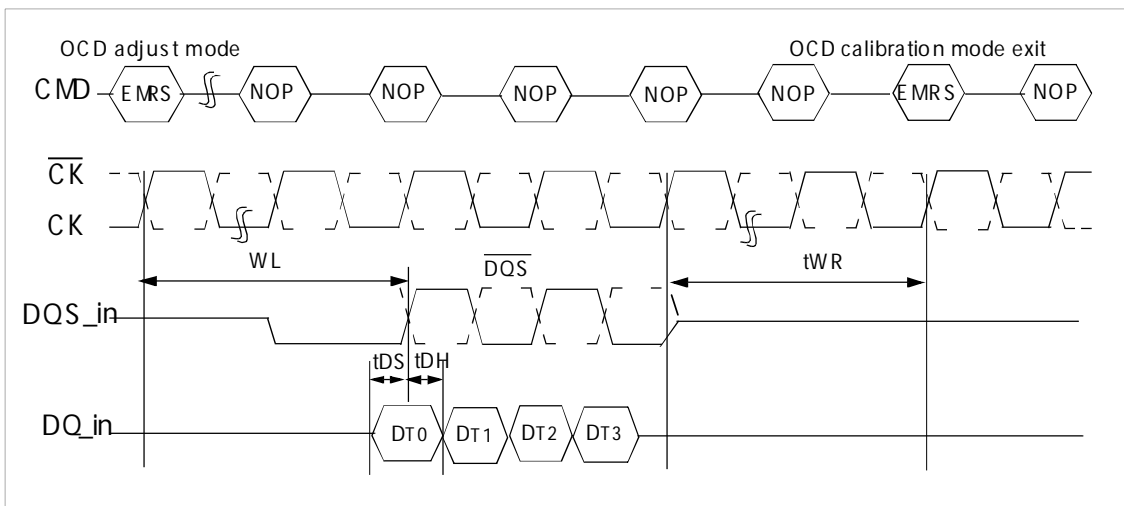 OCD adjust mode OCD calibration mode exit
CMD EMRS NOP NOP NOP NOP NOP EMRS NOP
CK
CK
WL DQS tWR
DQS_in
tDS tDH
DQ_in DT0 DT1 DT2 DT3